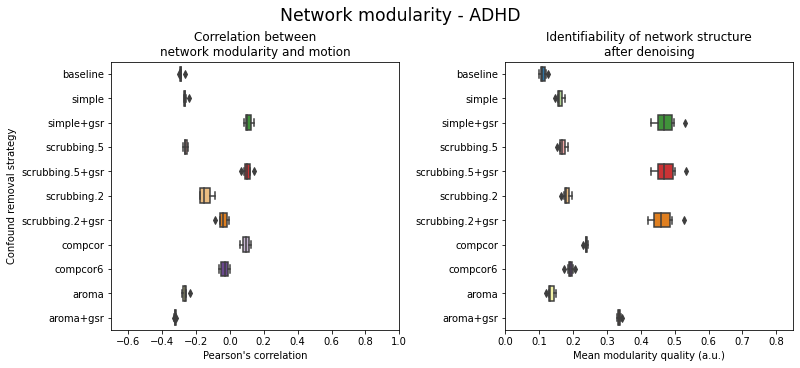 Network modularity - ADHD
Correlation between
network modularity and motion
Confound removal strategy
baseline
simple
simple+gsr
scrubbing.5
scrubbing.5+gsr
scrubbing.2
scrubbing.2+gsr
compcor
compcor6
aroma
aroma+gsr
−0.6 −0.4 −0.2 0.0 0.2 0.4 0.6 0.8 1.0
Pearson's correlation
Identifiability of network structure
after denoising
baseline
simple
simple+gsr
scrubbing.5
scrubbing.5+gsr
scrubbing.2
scrubbing.2+gsr
compcor
compcor6
aroma
aroma+gsr
0.0 0.1 0.2 0.3 0.4 0.5 0.6 0.7 0.8
Mean modularity quality (a.u.)